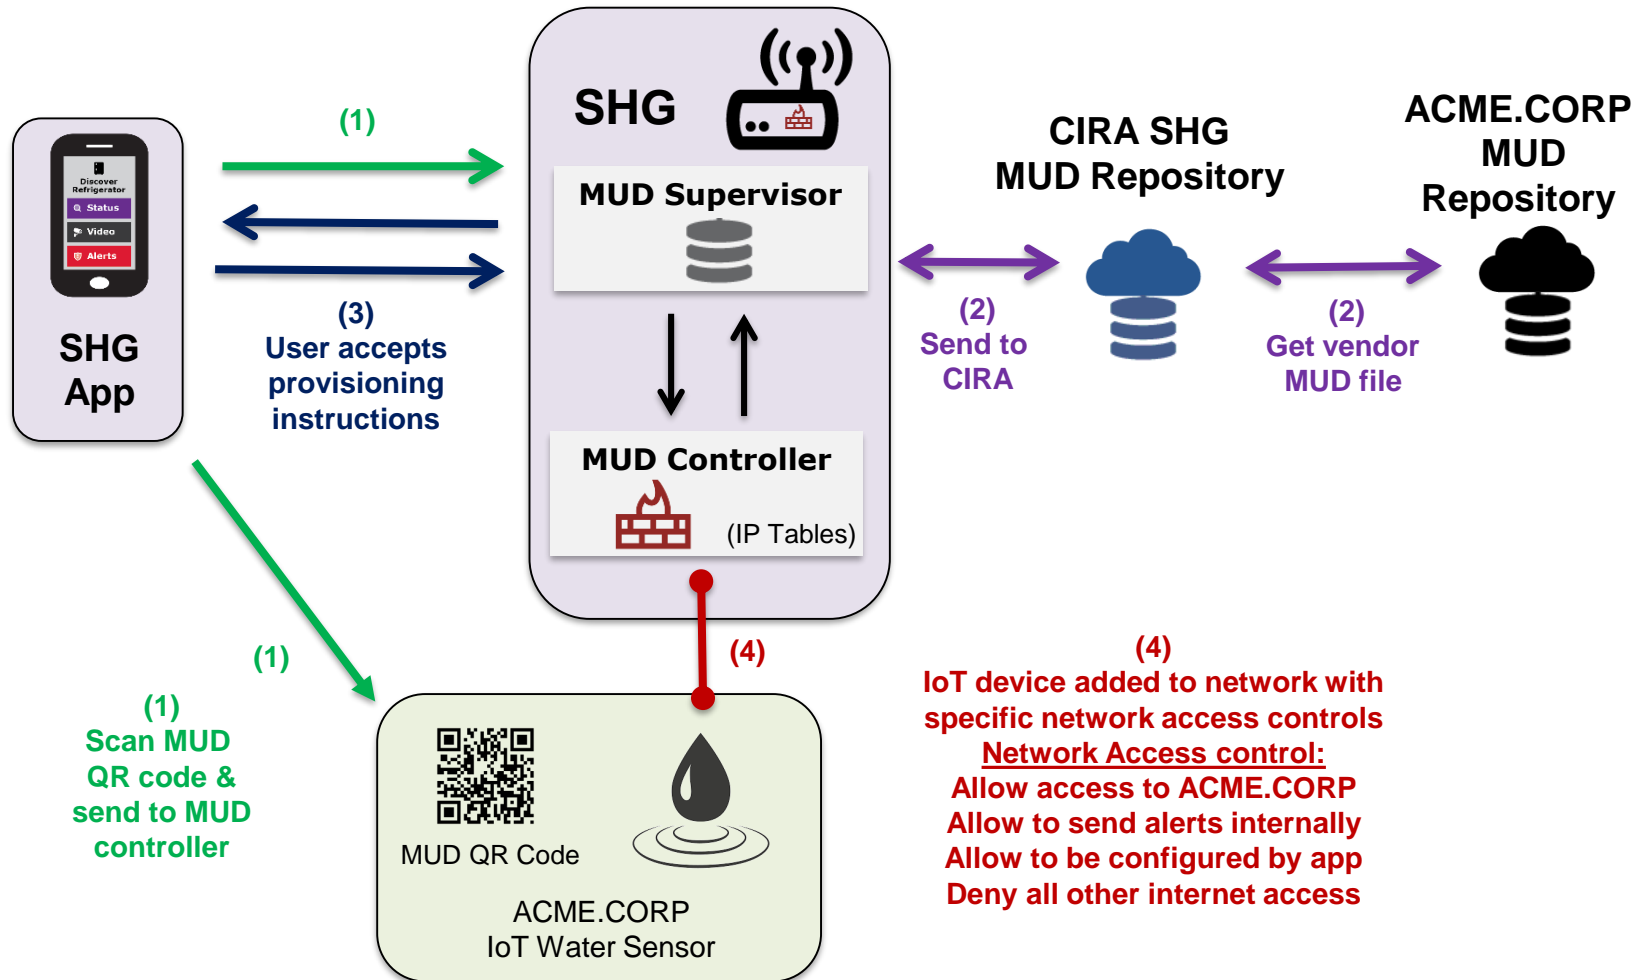 SHG
(1)
ACME.CORP
MUD
Repository
CIRA SHG
MUD Repository
Discover
Refrigerator
Status
Video
Alerts
MUD Supervisor
SHG
App
(3)
User accepts
provisioning
instructions
(2)
Send to
CIRA
(2)
Get vendor
MUD file
MUD Controller
(IP Tables)
(1)
(4)
(1)
Scan MUD
QR code &
send to MUD
controller
MUD QR Code
ACME.CORP
IoT Water Sensor
(4)
IoT device added to network with
specific network access controls
Network Access control:
Allow access to ACME.CORP
Allow to send alerts internally
Allow to be configured by app
Deny all other internet access